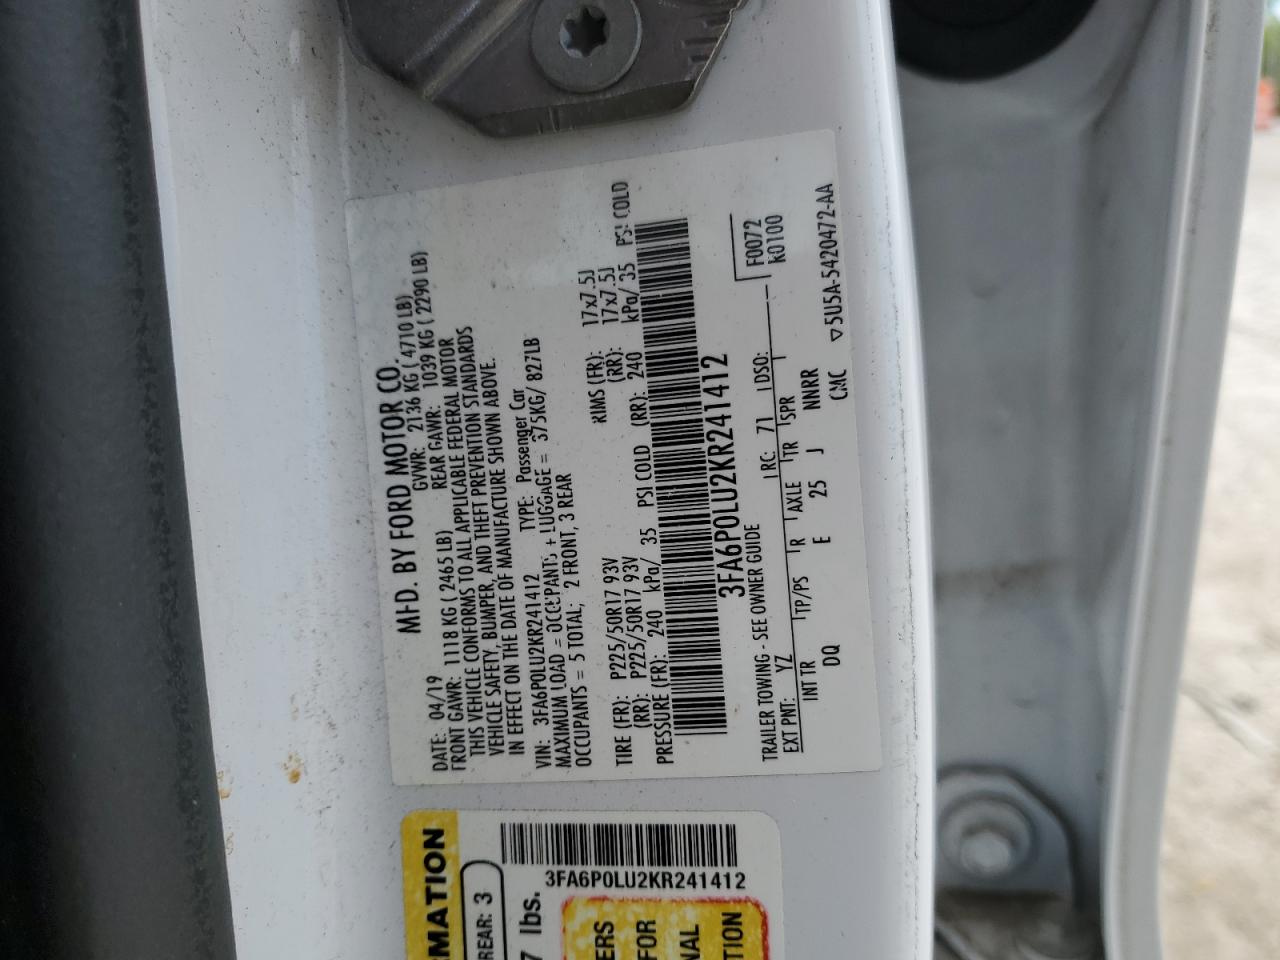 MFD. BY FORD MOTOR CO.
DATE: 04/19 GVWR: 2136 KG ( 4710 LB)
FRONT GAWR: 1118 KG ( 2465 LB) REAR GAWR: 1039 KG ( 2290 LB)
THIS VEHICLE CONFORMS TO ALL APPLICABLE FEDERAL MOTOR
VEHICLE SAFETY, BUMPER, AND THEFT PREVENTION STANDARDS
IN EFFECT ON THE DATE OF MANUFACTURE SHOWN ABOVE.
VIN: 3FA6P0LU2KR241412 TYPE: Passenger Car
MAXIMUM LOAD = OCCUPANTS + LUGGAGE = 375KG/ 827LB
OCCUPANTS = 5 TOTAL; 2 FRONT, 3 REAR
TIRE (FR): P225/50R17 93V RIMS (FR): 17x7.5J
(RR): P225/50R17 93V (RR): 17x7.5J
PRESSURE (FR): 240 kPa/ 35 PSI COLD (RR): 240 kPa/ 35 PSI COLD
3FA6P0LU2KR241412
F0072
K0100
TRAILER TOWING - SEE OWNER GUIDE
EXT PNT: YZ RC: 71 DSO:
INT TR TP/PS R AXLE TR SPR
DQ E 25 J NNRR
CMC ▽5U5A-5420472-AA
RMATION
REAR: 3
7 lbs.
3FA6P0LU2KR241412
ERS
FOR
NAL
TION